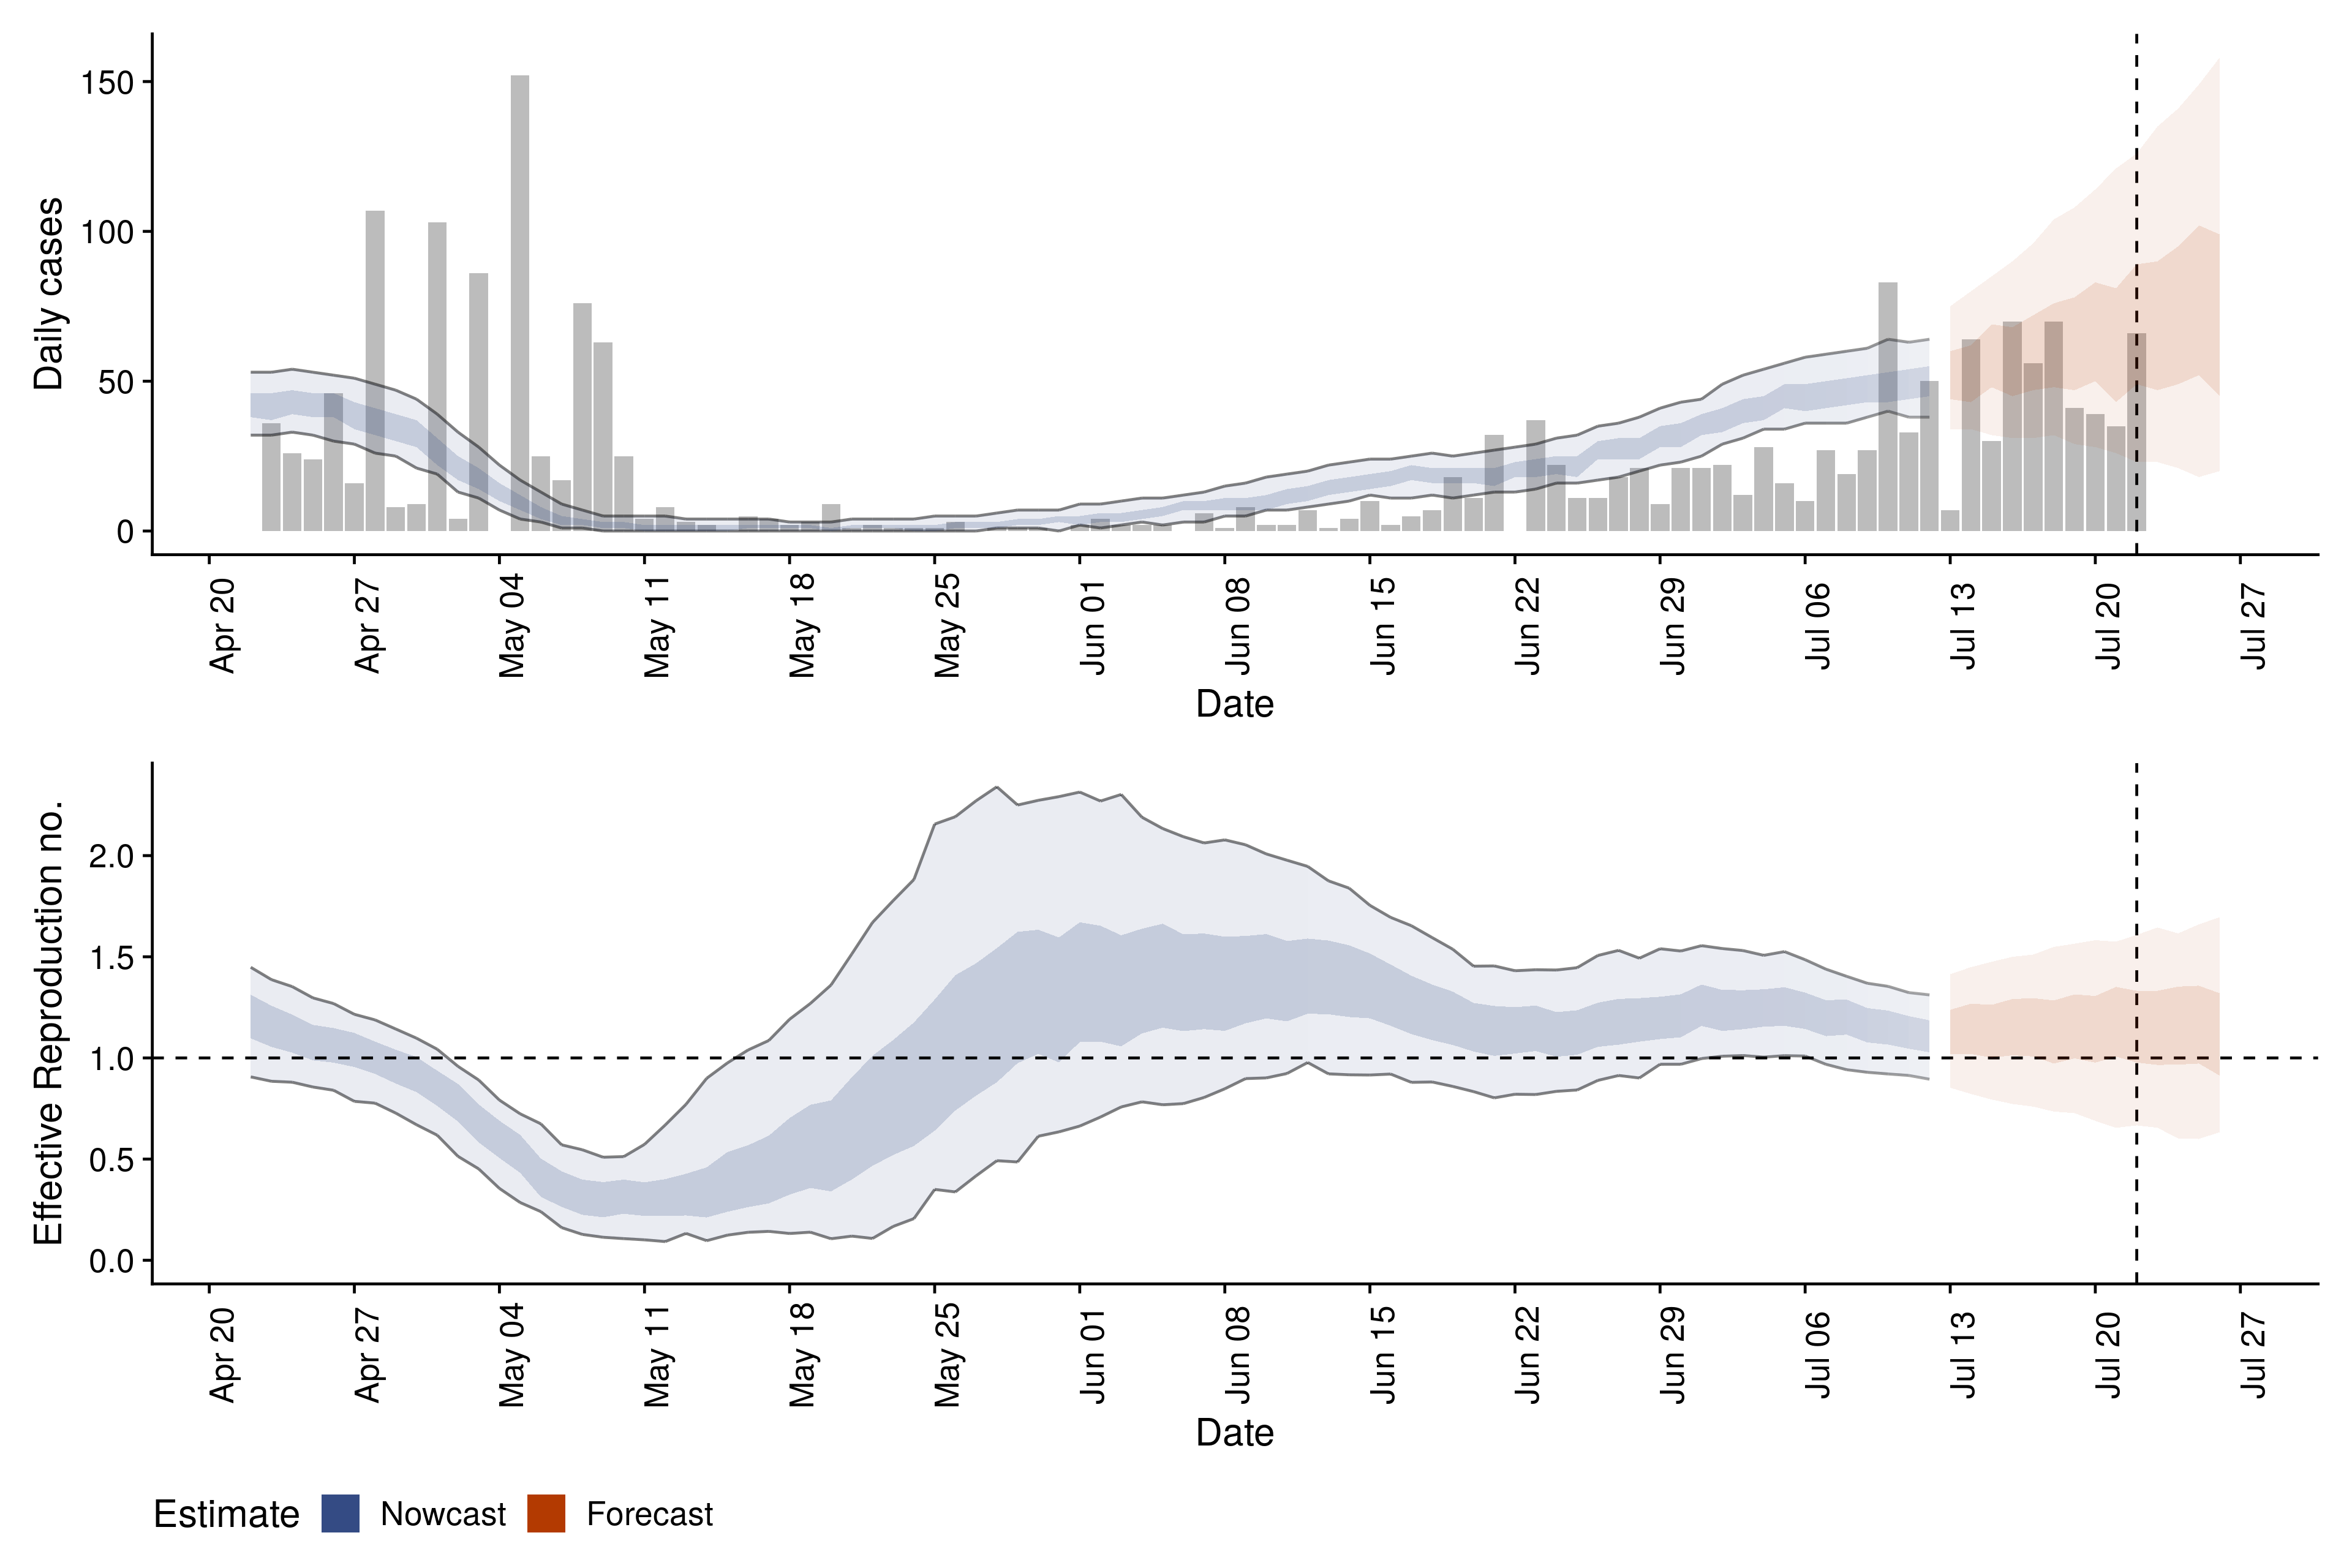 Daily cases
150
100
50
0
Apr 20
Apr 27
May 04
May 11
May 18
May 25
Jun 01
Jun 08
Jun 15
Jun 22
Jun 29
Jul 06
Jul 13
Jul 20
Jul 27
Date
Effective Reproduction no.
2.0
1.5
1.0
0.5
0.0
Apr 20
Apr 27
May 04
May 11
May 18
May 25
Jun 01
Jun 08
Jun 15
Jun 22
Jun 29
Jul 06
Jul 13
Jul 20
Jul 27
Date
Estimate Nowcast Forecast